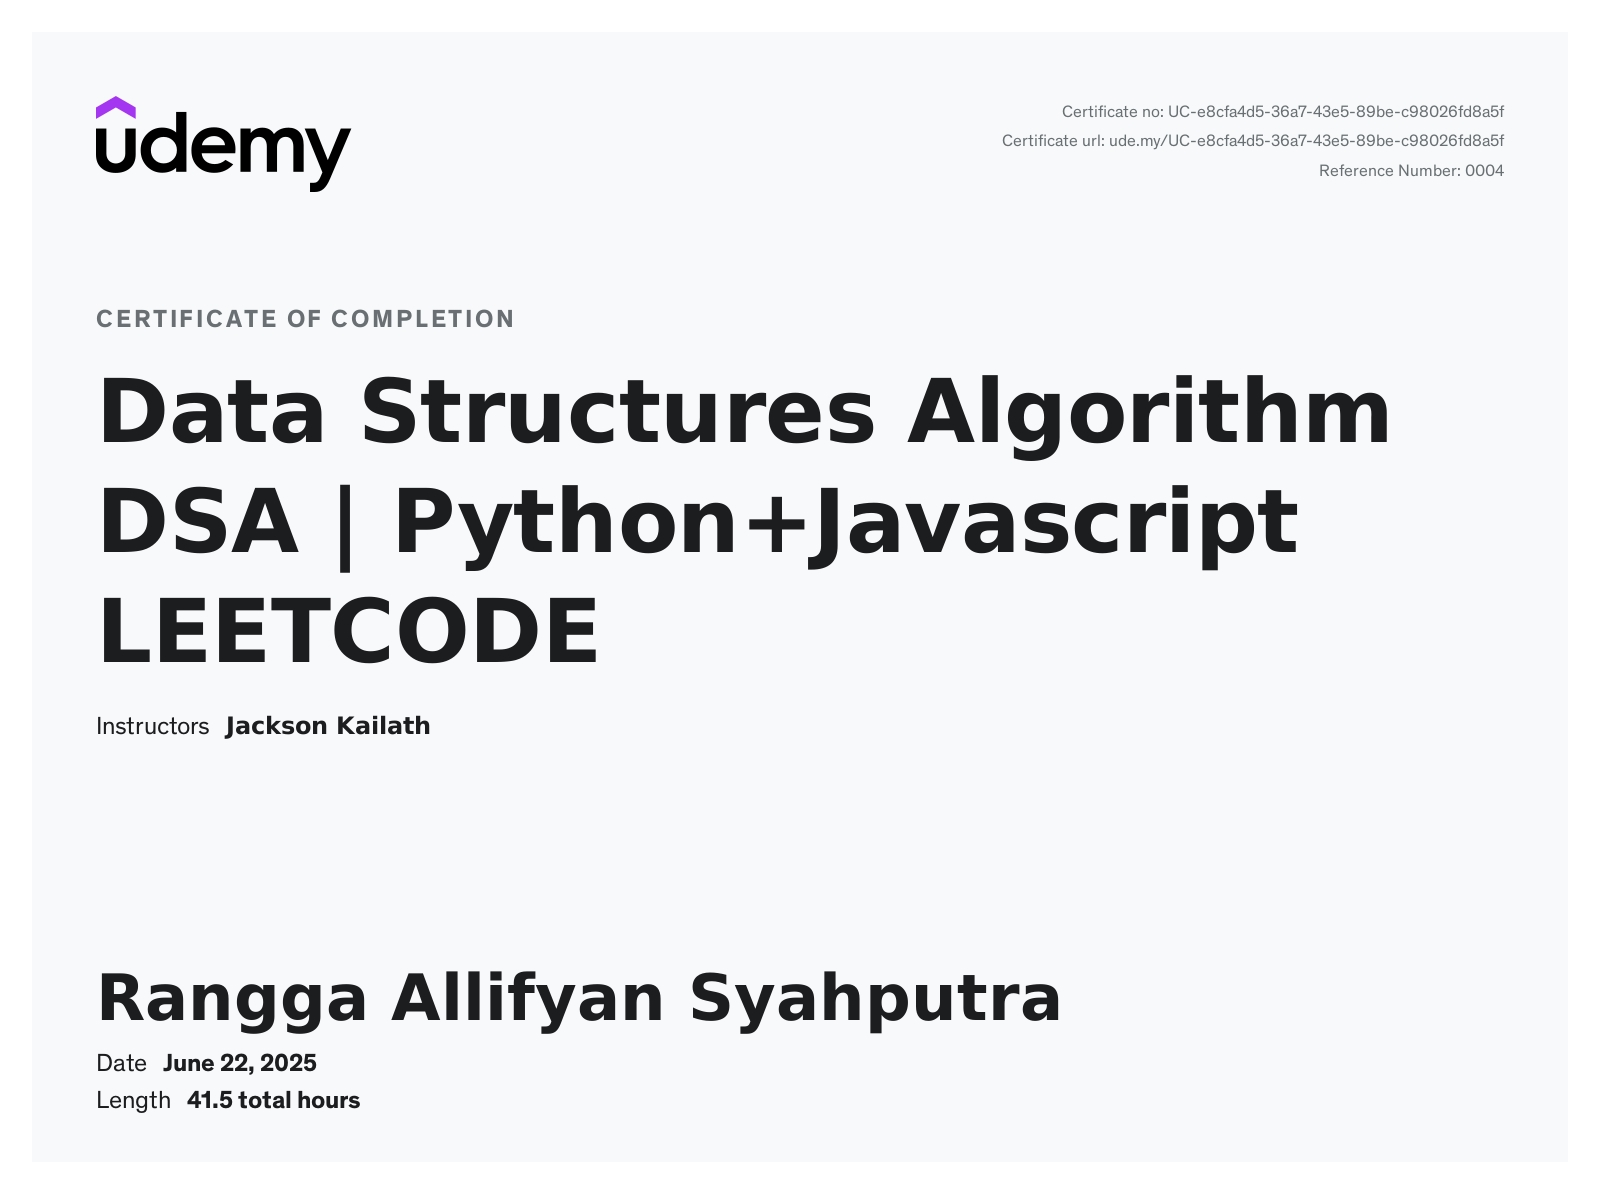 udemy
Certificate no: UC-e8cfa4d5-36a7-43e5-89be-c98026fd8a5f
Certificate url: ude.my/UC-e8cfa4d5-36a7-43e5-89be-c98026fd8a5f
Reference Number: 0004
CERTIFICATE OF COMPLETION
Data Structures Algorithm
DSA | Python+Javascript
LEETCODE
Instructors Jackson Kailath
Rangga Allifyan Syahputra
Date June 22, 2025
Length 41.5 total hours